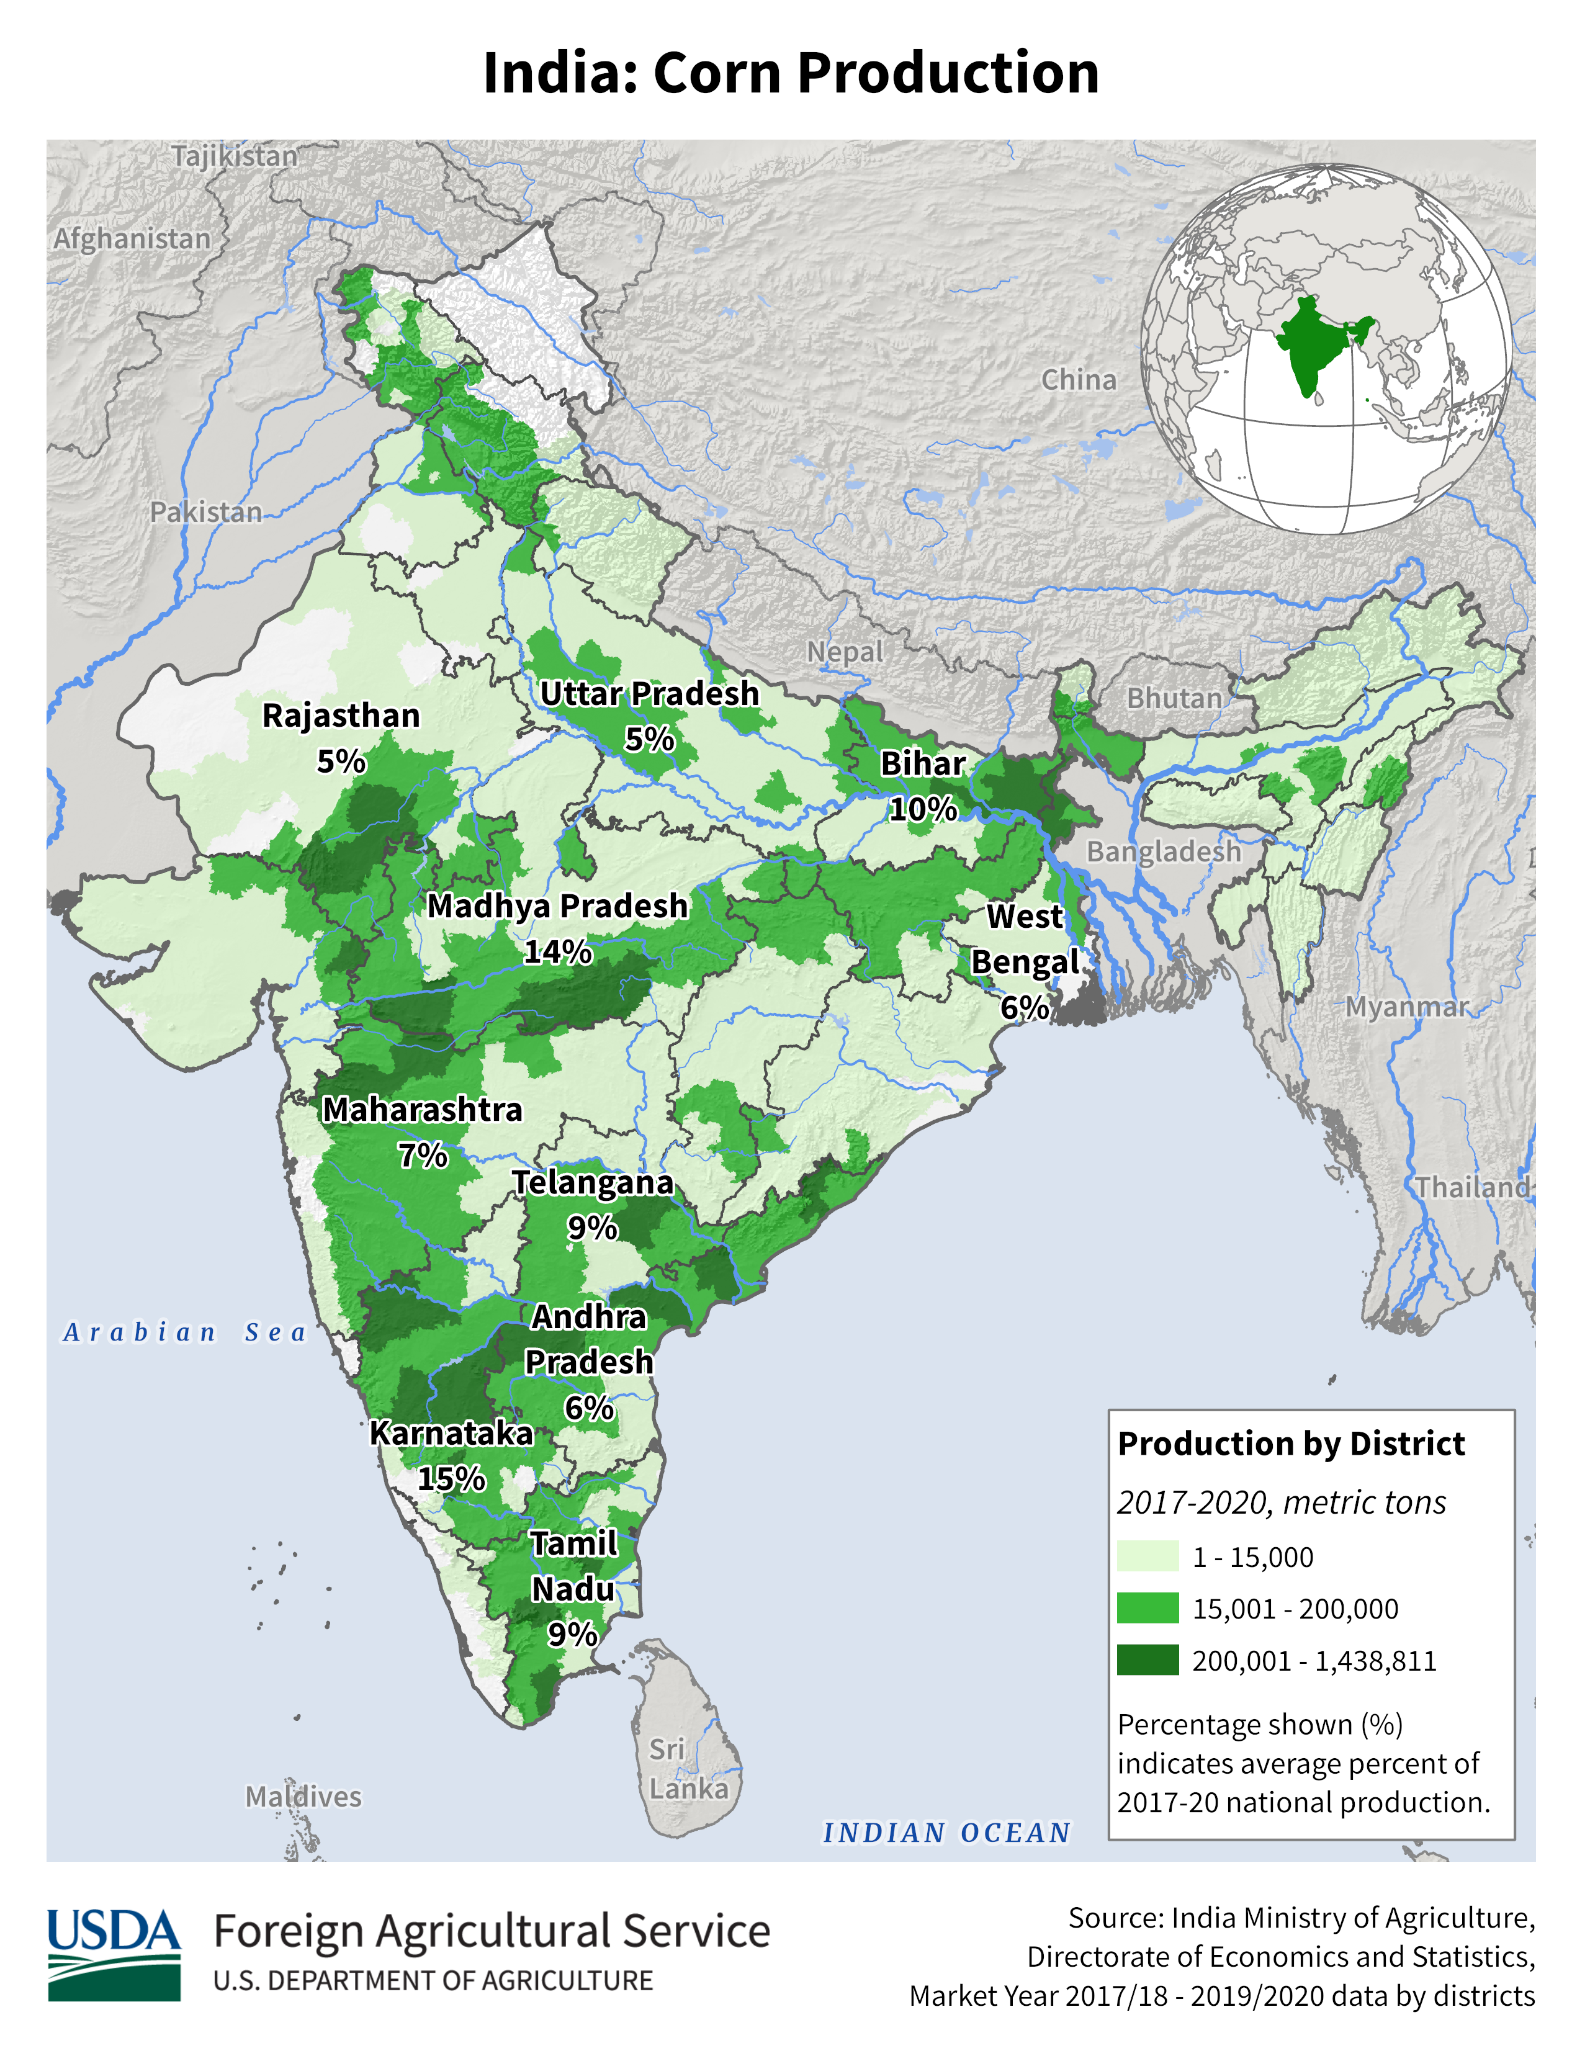 India: Corn Production
Tajikistan
Afghanistan
China
Pakistan
Nepal
Bhutan
Uttar Pradesh
5%
Rajasthan
5%
Bihar
10%
Bangladesh
Madhya Pradesh
14%
West
Bengal
6%
Myanmar
Maharashtra
7%
Telangana
9%
Thailand
Arabian Sea
Andhra
Pradesh
6%
Karnataka
15%
Tamil
Nadu
9%
Sri
Lanka
Maldives
INDIAN OCEAN
Production by District
2017-2020, metric tons
1 - 15,000
15,001 - 200,000
200,001 - 1,438,811
Percentage shown (%)
indicates average percent of
2017-20 national production.
USDA
Foreign Agricultural Service
U.S. DEPARTMENT OF AGRICULTURE
Source: India Ministry of Agriculture,
Directorate of Economics and Statistics,
Market Year 2017/18 - 2019/2020 data by districts